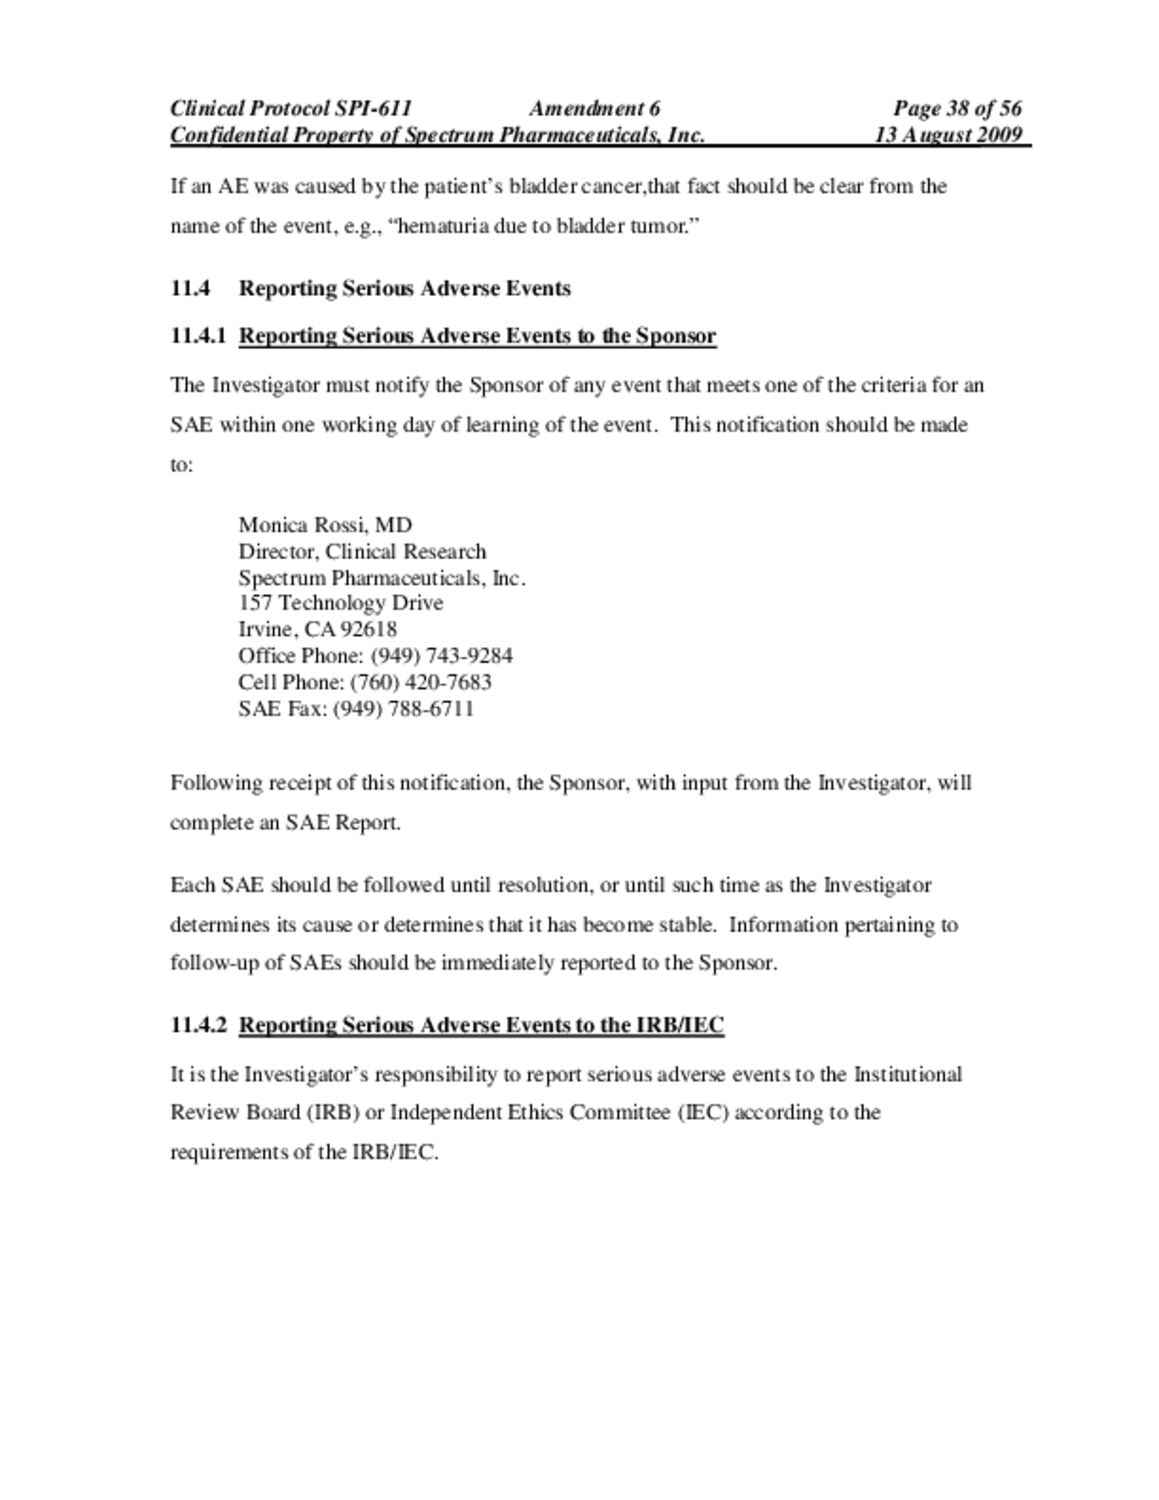 Clinical Protocol SPI-611 Amendment 6 Page 38 of 56
Confidential Property of Spectrum Pharmaceuticals, Inc. 13 August 2009
If an AE was caused by the patient’s bladder cancer,that fact should be clear from the
name of the event, e.g., “hematuria due to bladder tumor.”
11.4 Reporting Serious Adverse Events
11.4.1 Reporting Serious Adverse Events to the Sponsor
The Investigator must notify the Sponsor of any event that meets one of the criteria for an
SAE within one working day of learning of the event. This notification should be made
to:
Monica Rossi, MD
Director, Clinical Research
Spectrum Pharmaceuticals, Inc.
157 Technology Drive
Irvine, CA 92618
Office Phone: (949) 743-9284
Cell Phone: (760) 420-7683
SAE Fax: (949) 788-6711
Following receipt of this notification, the Sponsor, with input from the Investigator, will
complete an SAE Report.
Each SAE should be followed until resolution, or until such time as the Investigator
determines its cause or determines that it has become stable. Information pertaining to
follow-up of SAEs should be immediately reported to the Sponsor.
11.4.2 Reporting Serious Adverse Events to the IRB/IEC
It is the Investigator’s responsibility to report serious adverse events to the Institutional
Review Board (IRB) or Independent Ethics Committee (IEC) according to the
requirements of the IRB/IEC.